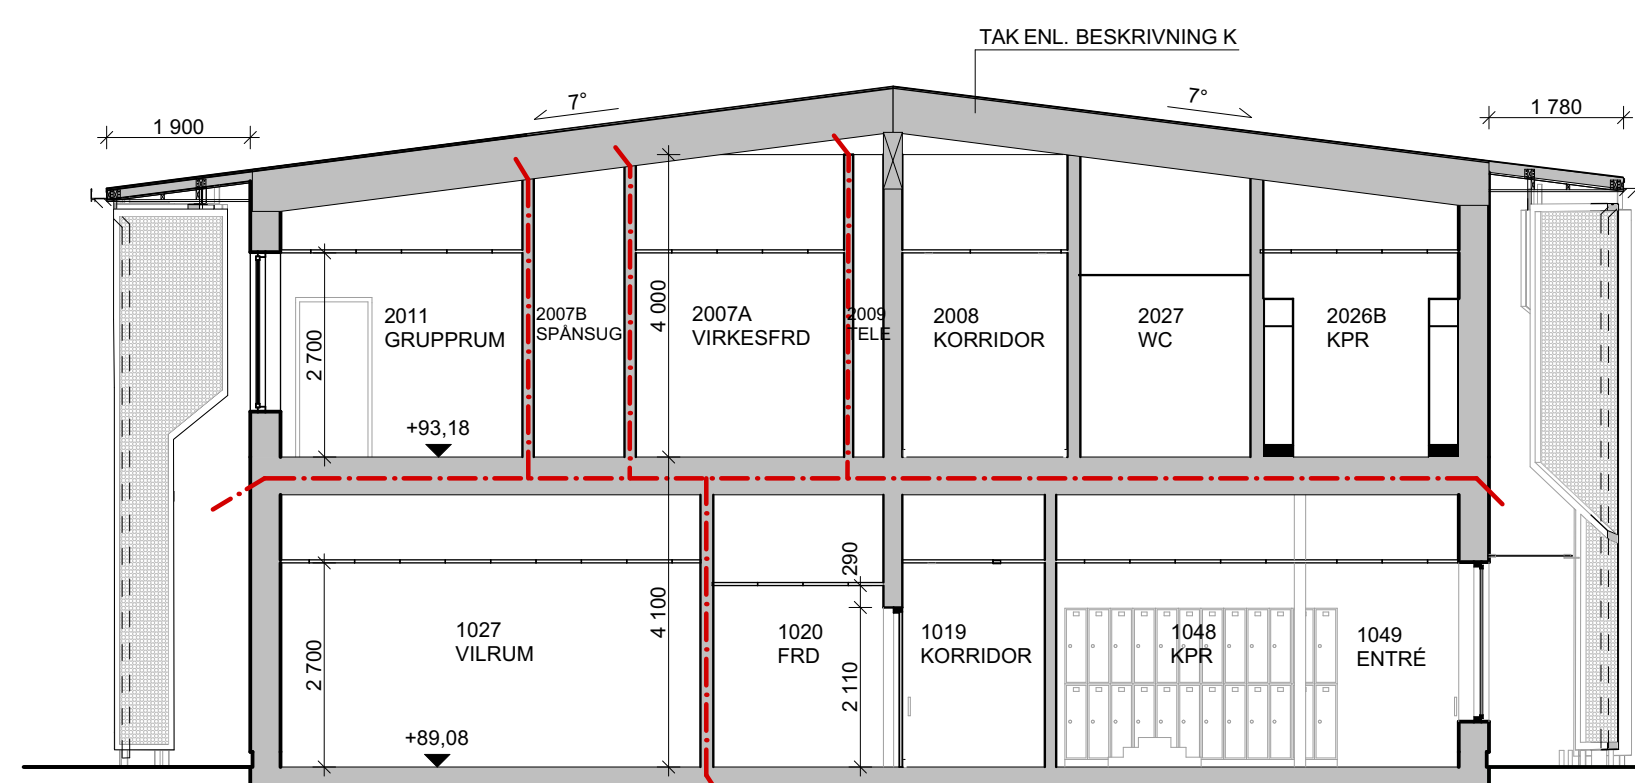 TAK ENL. BESKRIVNING K
7°
7°
1 900
1 780
2011
GRUPPRUM
2007B
SPÅNSUG
2007A
VIRKESFRD
2009
TELE
2008
KORRIDOR
2027
WC
2026B
KPR
2 700
4 000
+93,18
290
1027
VILRUM
1020
FRD
1019
KORRIDOR
1048
KPR
1049
ENTRÉ
2 700
4 100
2 110
+89,08